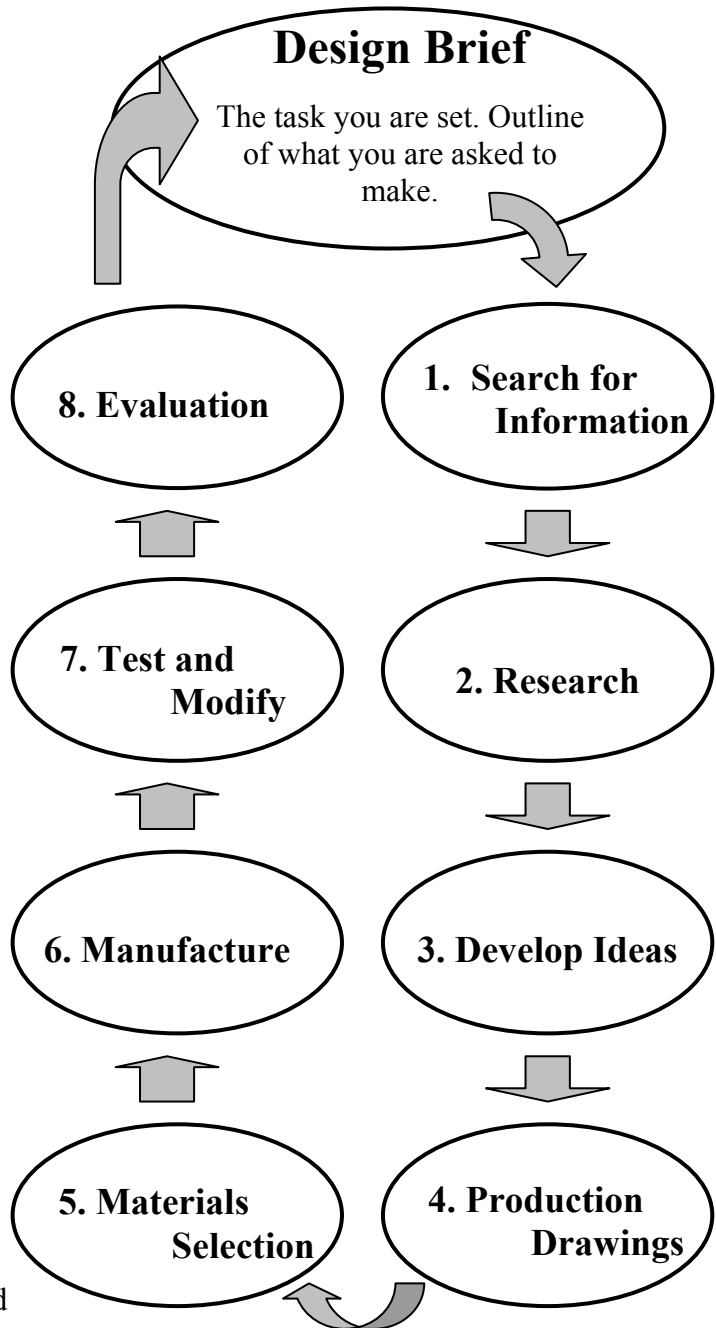 Design Brief
The task you are set. Outline
of what you are asked to
make.
1. Search for
Information
2. Research
3. Develop Ideas
4. Production
Drawings
5. Materials
Selection
6. Manufacture
7. Test and
Modify
8. Evaluation